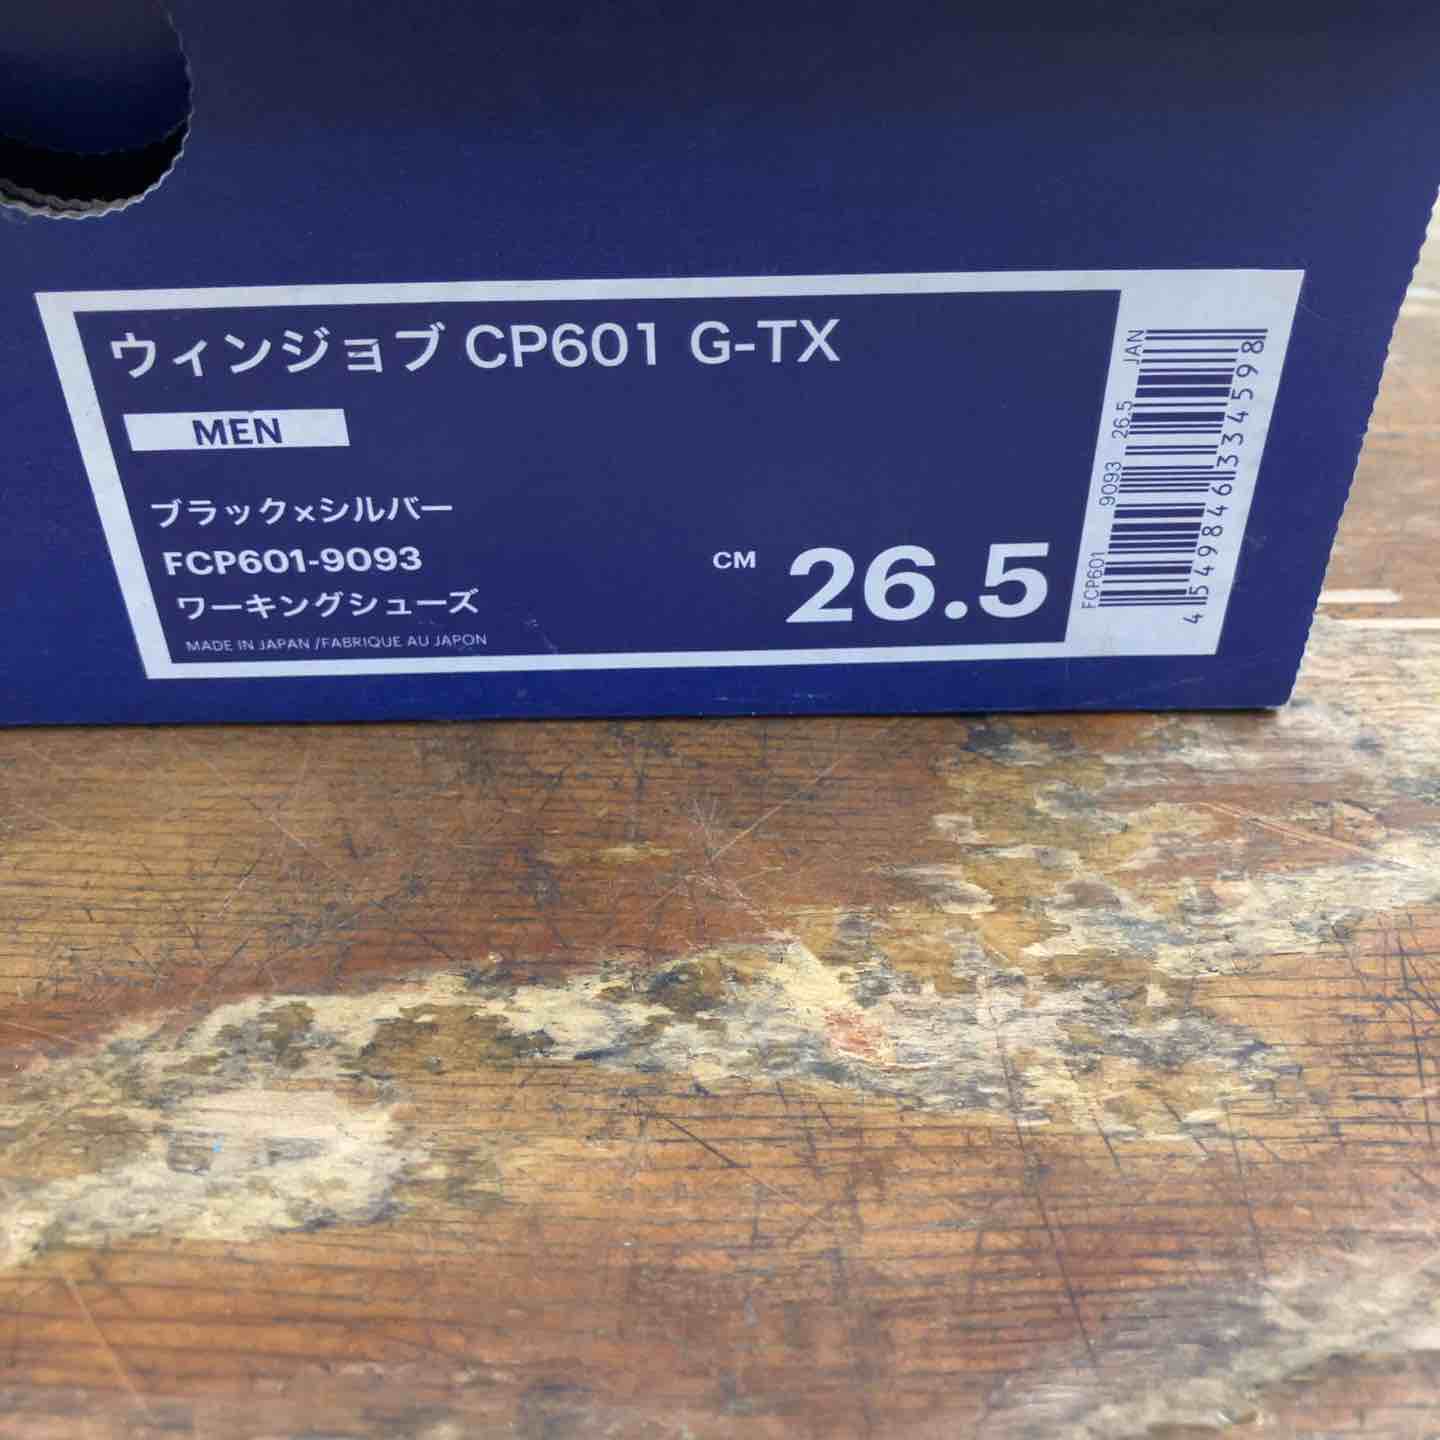 ウィンジョブ CP601 G-TX
MEN
ブラック×シルバー
FCP601-9093
ワーキングシューズ
MADE IN JAPAN /FABRIQUE AU JAPON
CM 26.5
FCP601 9093 26.5 JAN
4549846334598